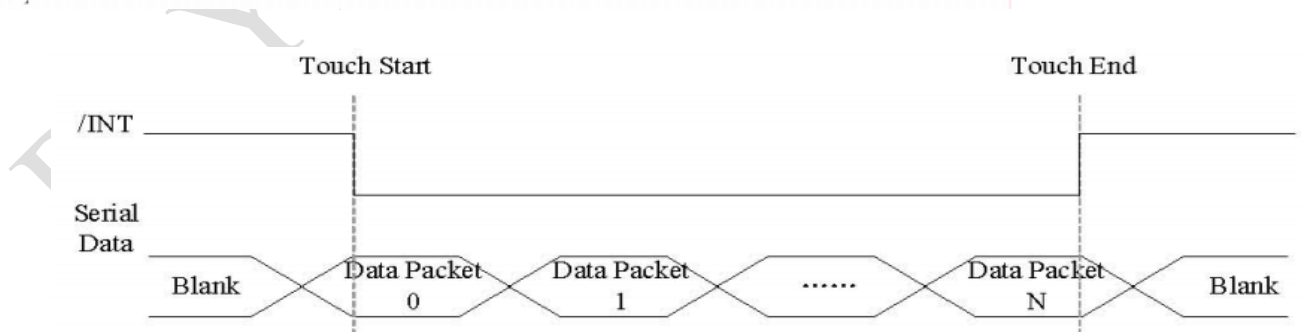 Touch Start
Touch End
/INT
Serial
Data
Blank
Data Packet
0
Data Packet
1
......
Data Packet
N
Blank